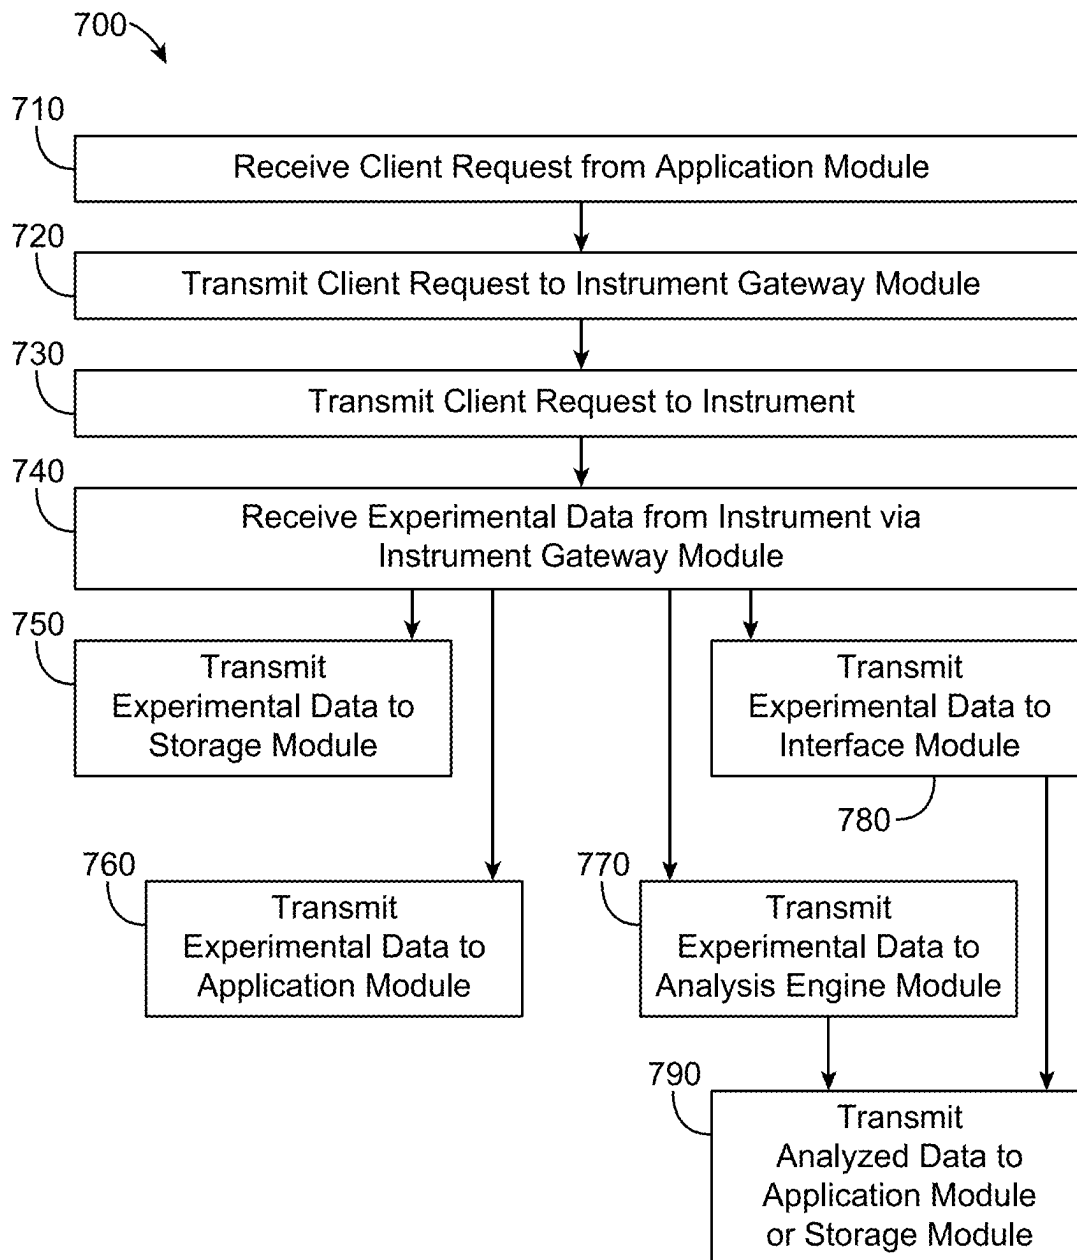 700
710
Receive Client Request from Application Module
720
Transmit Client Request to Instrument Gateway Module
730
Transmit Client Request to Instrument
740
Receive Experimental Data from Instrument via
Instrument Gateway Module
750
Transmit
Experimental Data to
Storage Module
Transmit
Experimental Data to
Interface Module
780
760
Transmit
Experimental Data to
Application Module
770
Transmit
Experimental Data to
Analysis Engine Module
790
Transmit
Analyzed Data to
Application Module
or Storage Module